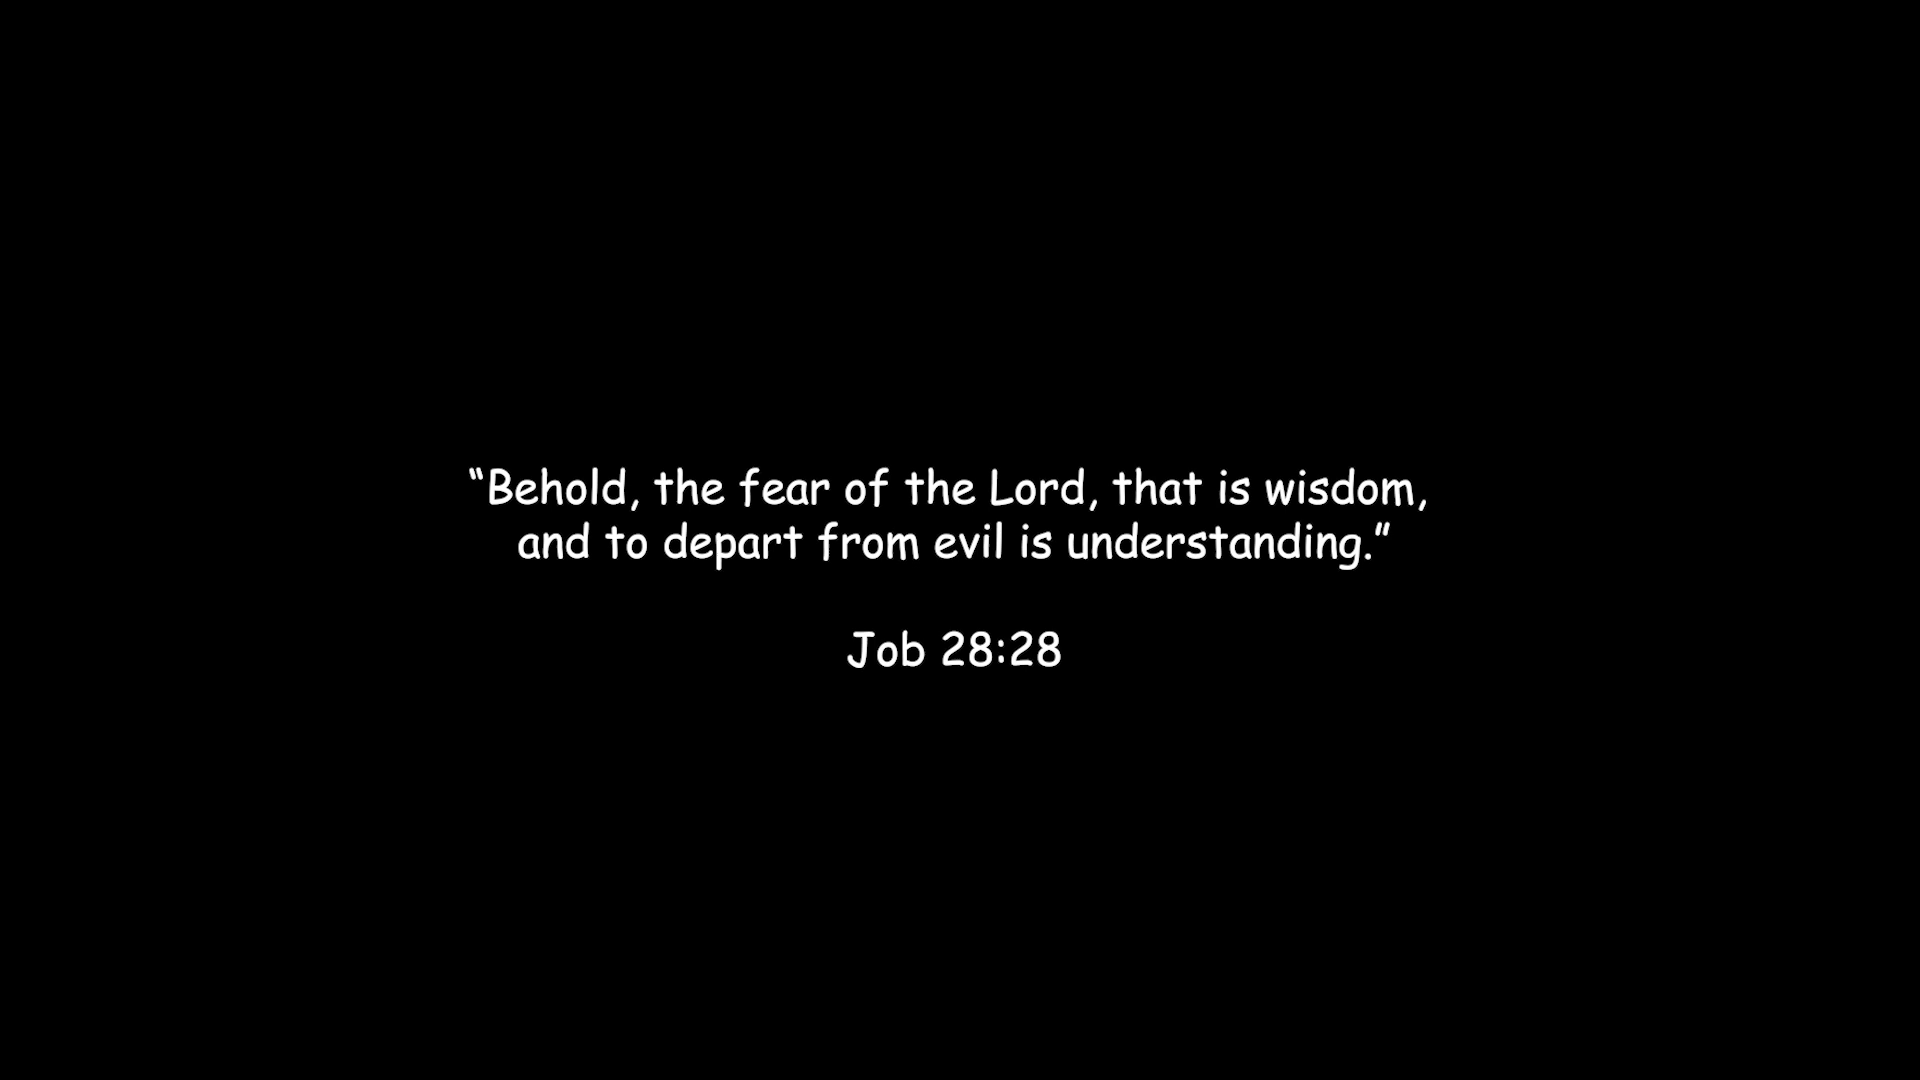 “Behold, the fear of the Lord, that is wisdom,
and to depart from evil is understanding.”
Job 28:28